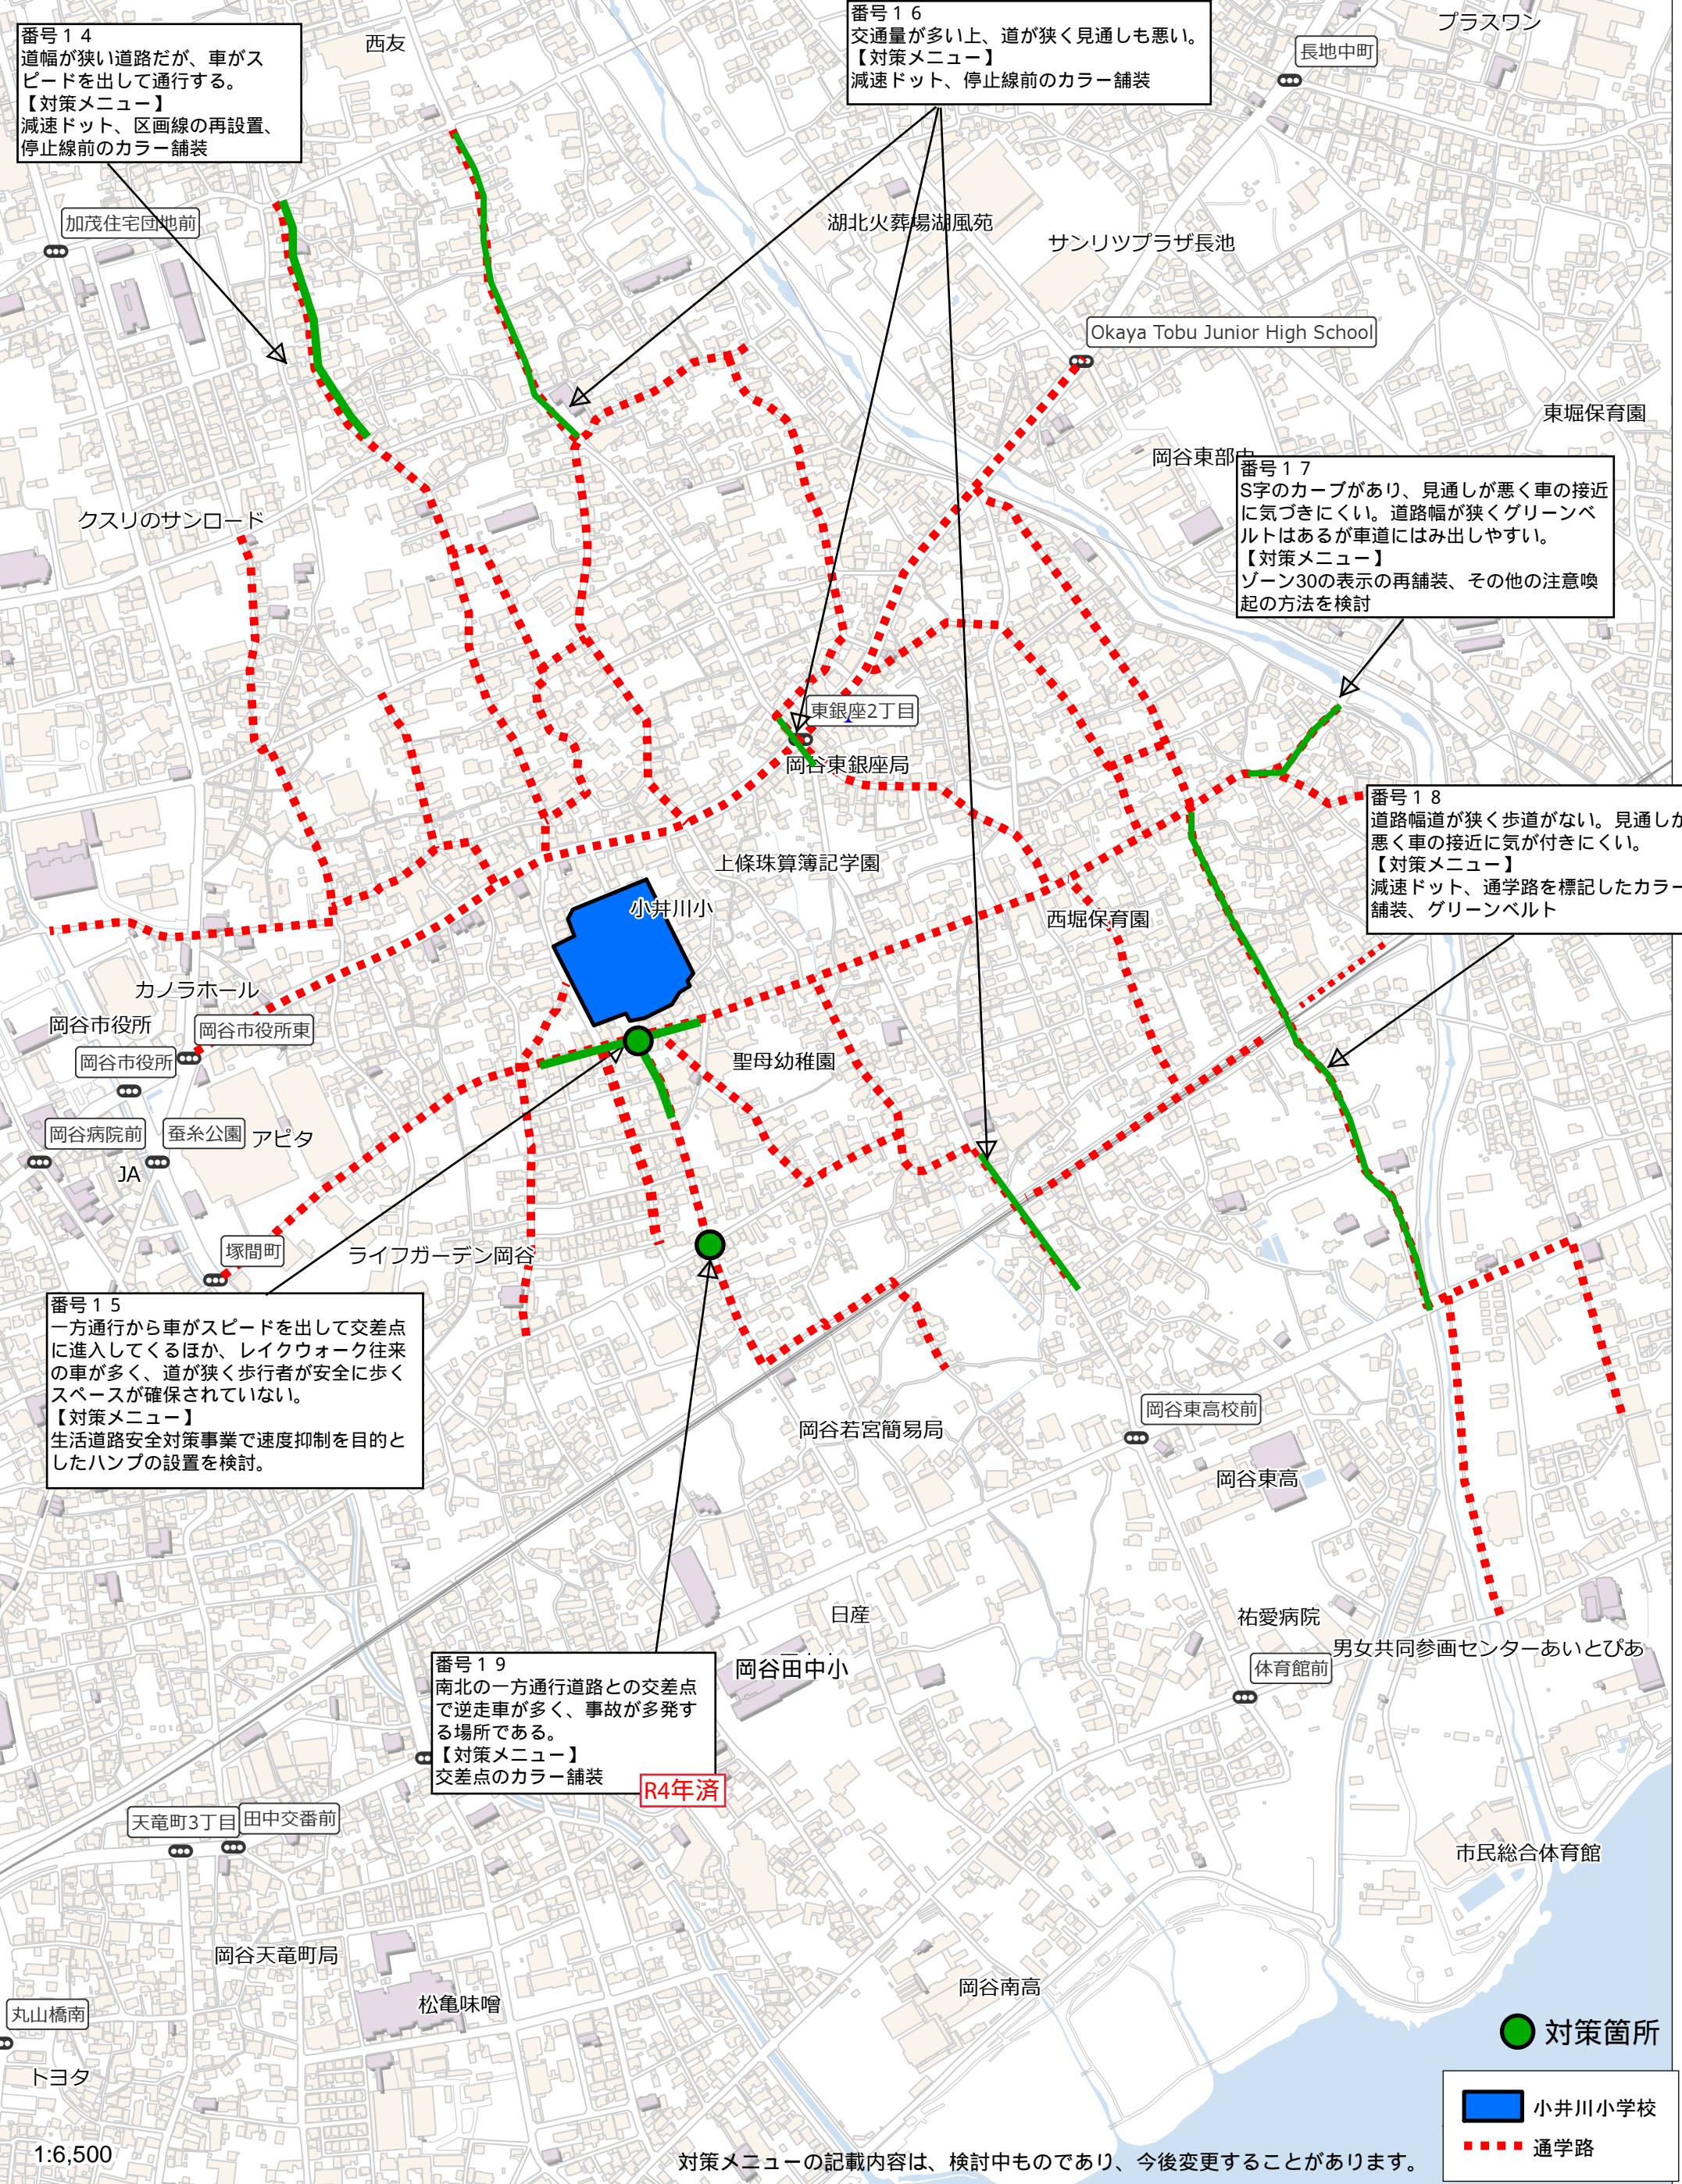 番号１４
道幅が狭い道路だが、車がス
ピードを出して通行する。
【対策メニュー】
減速ドット、区画線の再設置、
停止線前のカラー舗装
西友
番号１６
交通量が多い上、道が狭く見通しも悪い。
【対策メニュー】
減速ドット、停止線前のカラー舗装
プラスワン
長地中町
加茂住宅団地前
湖北火葬場湖風苑
サンリツプラザ長池
Okaya Tobu Junior High School
東堀保育園
岡谷東部中
番号１７
S字のカーブがあり、見通しが悪く車の接近
に気づきにくい。道路幅が狭くグリーンベ
ルトはあるが車道にはみ出しやすい。
【対策メニュー】
ゾーン30の表示の再舗装、その他の注意喚
起の方法を検討
クスリのサンロード
東銀座2丁目
岡谷東銀座局
番号１８
道路幅道が狭く歩道がない。見通しが
悪く車の接近に気が付きにくい。
【対策メニュー】
減速ドット、通学路を標記したカラー
舗装、グリーンベルト
上條珠算簿記学園
小井川小
西堀保育園
カノラホール
岡谷市役所
岡谷市役所東
岡谷市役所
聖母幼稚園
岡谷病院前
蚕糸公園
アピタ
JA
塚間町
ライフガーデン岡谷
番号１５
一方通行から車がスピードを出して交差点
に進入してくるほか、レイクウォーク往来
の車が多く、道が狭く歩行者が安全に歩く
スペースが確保されていない。
【対策メニュー】
生活道路安全対策事業で速度抑制を目的と
したハンプの設置を検討。
岡谷東高校前
岡谷若宮簡易局
岡谷東高
日産
祐愛病院
男女共同参画センターあいとぴあ
体育館前
岡谷田中小
番号１９
南北の一方通行道路との交差点
で逆走車が多く、事故が多発す
る場所である。
【対策メニュー】
交差点のカラー舗装
R4年済
天竜町3丁目
田中交番前
市民総合体育館
岡谷天竜町局
岡谷南高
松亀味噌
丸山橋南
トヨタ
対策箇所
小井川小学校
通学路
1:6,500
対策メニューの記載内容は、検討中ものであり、今後変更することがあります。